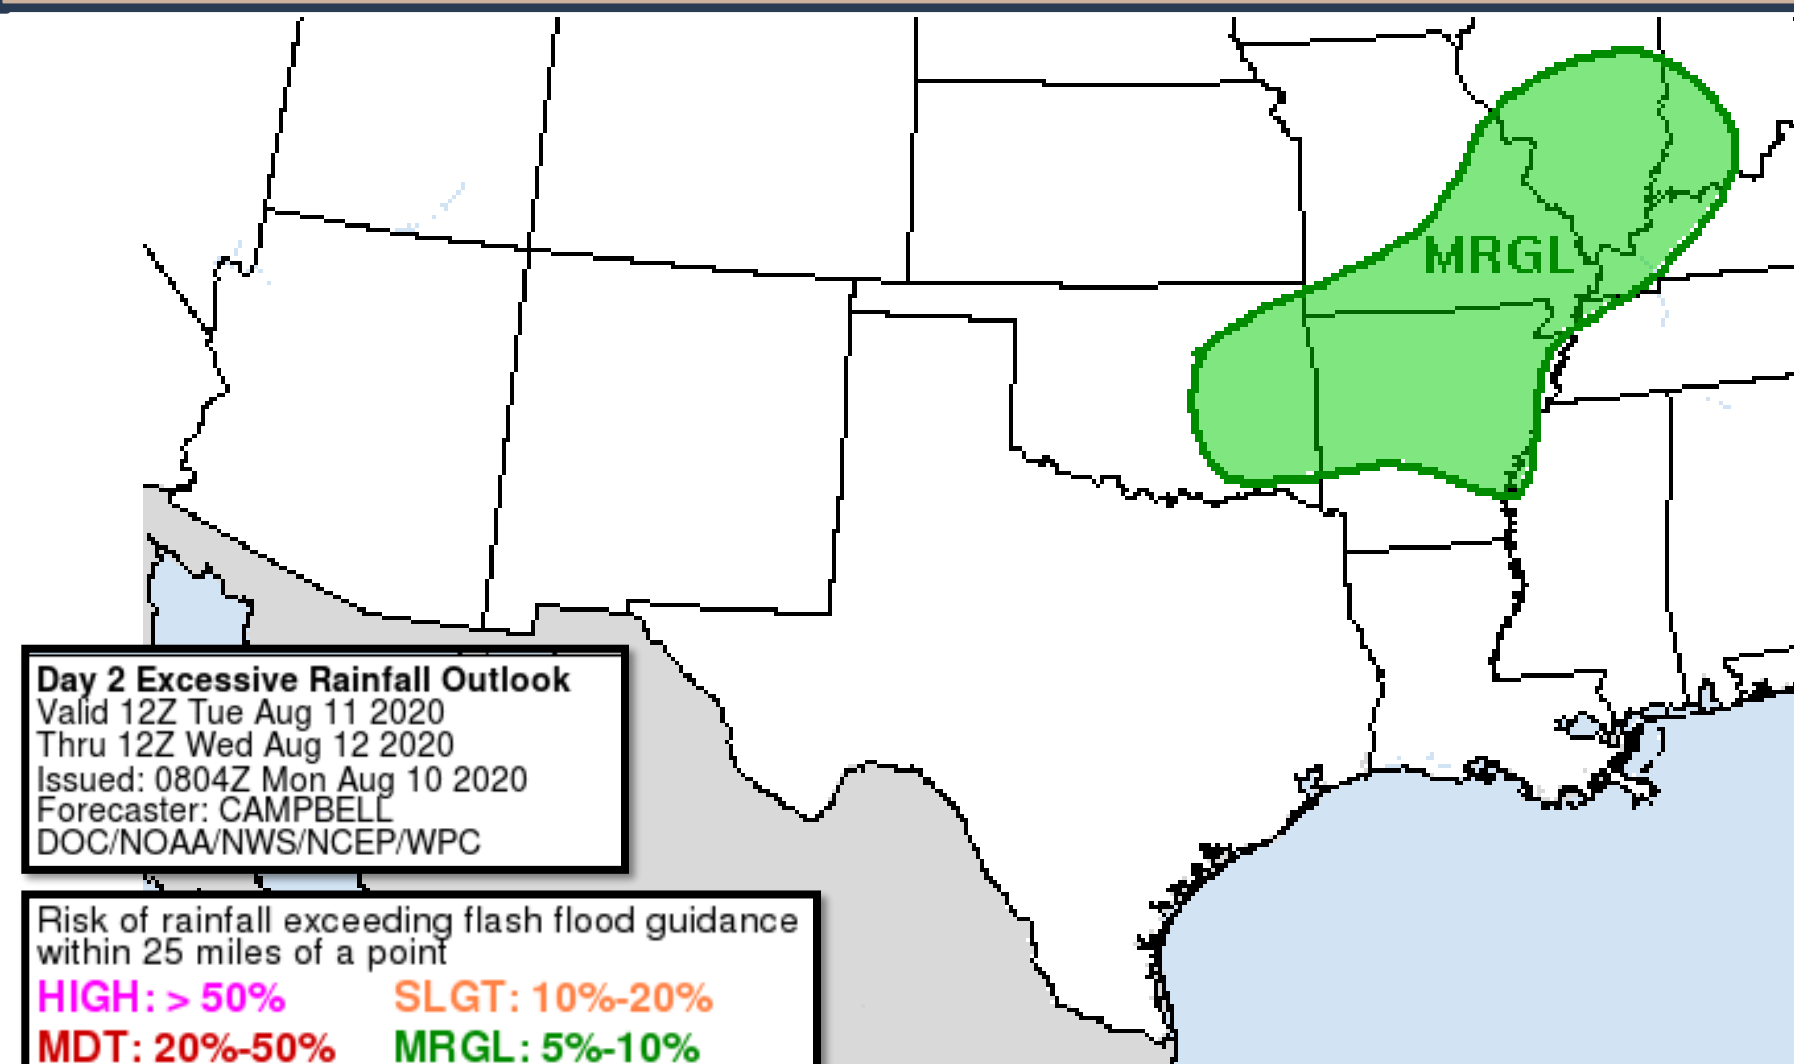 MRGL
Day 2 Excessive Rainfall Outlook
Valid 12Z Tue Aug 11 2020
Thru 12Z Wed Aug 12 2020
Issued: 0804Z Mon Aug 10 2020
Forecaster: CAMPBELL
DOC/NOAA/NWS/NCEP/WPC
Risk of rainfall exceeding flash flood guidance
within 25 miles of a point
HIGH: > 50% SLGT: 10%-20%
MDT: 20%-50% MRGL: 5%-10%